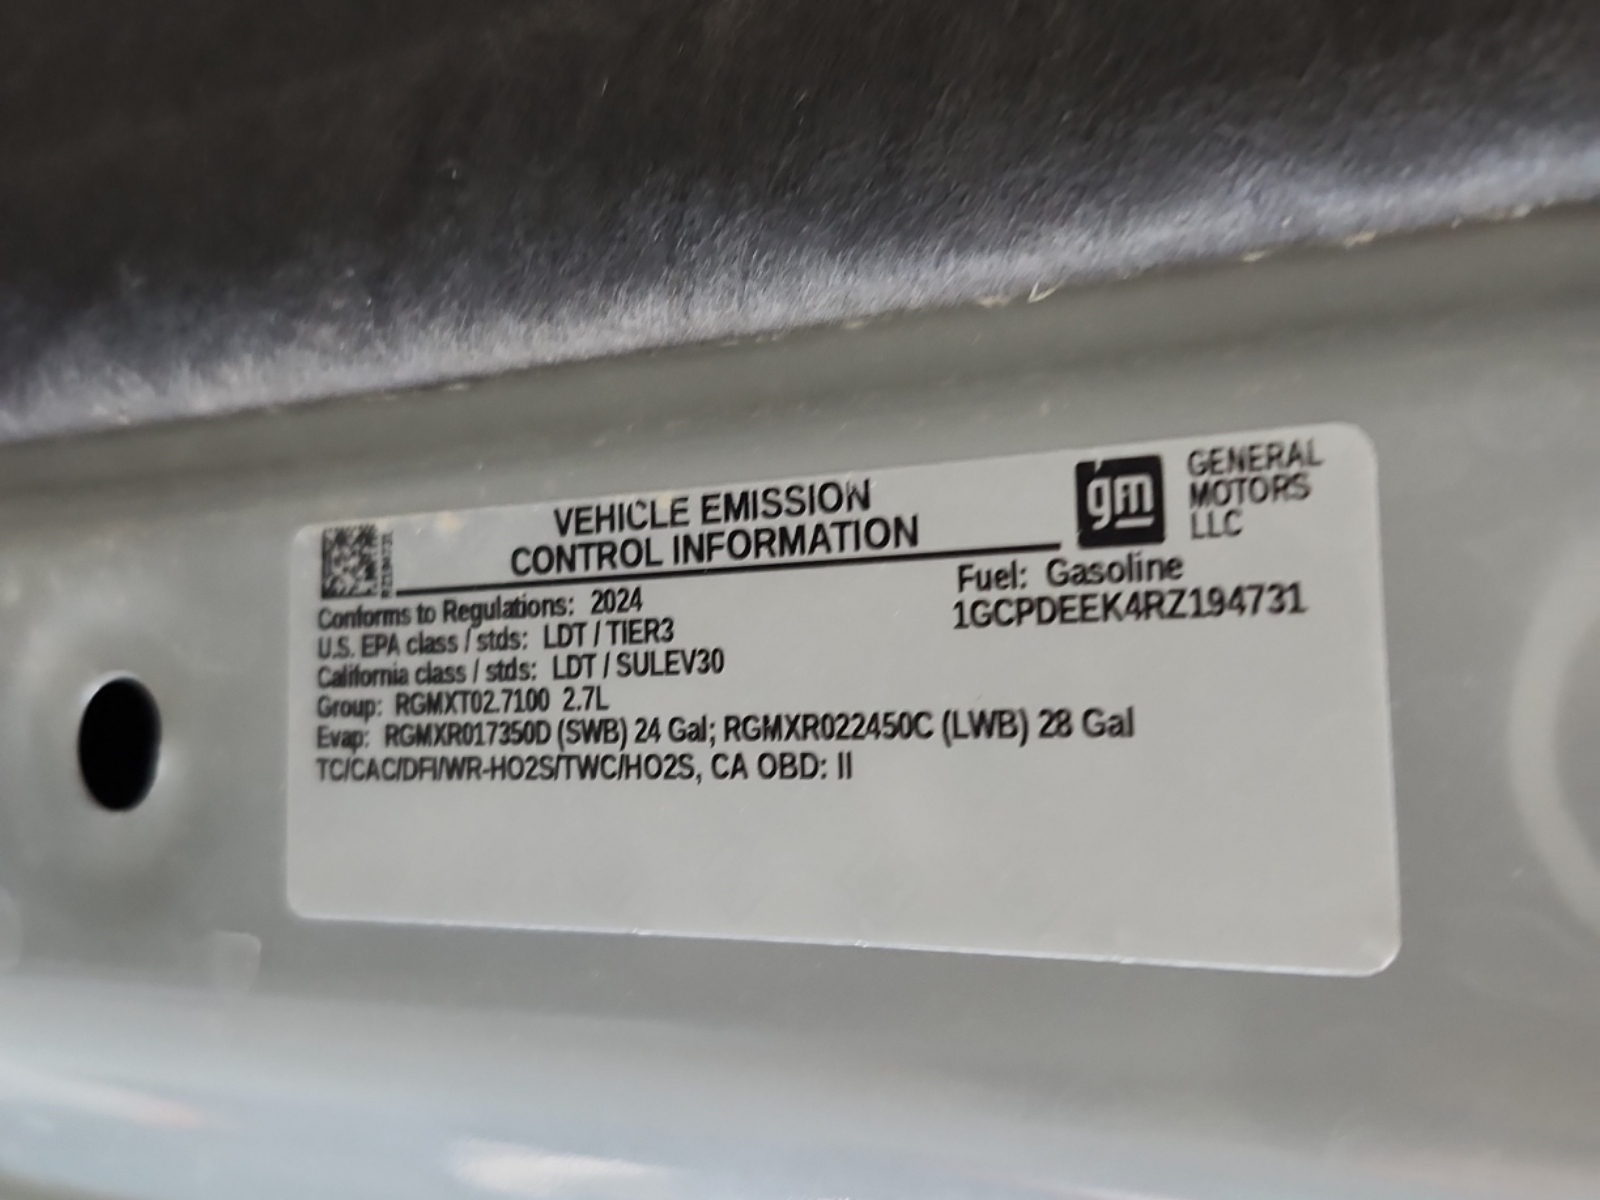 VEHICLE EMISSION
CONTROL INFORMATION
gm
GENERAL
MOTORS
LLC
RZ194731
Conforms to Regulations: 2024
U.S. EPA class / stds: LDT / TIER3
California class / stds: LDT / SULEV30
Group: RGMXT02.7100 2.7L
Evap: RGMXR017350D (SWB) 24 Gal; RGMXR022450C (LWB) 28 Gal
TC/CAC/DFI/WR-HO2S/TWC/HO2S, CA OBD: II
Fuel: Gasoline
1GCPDEEK4RZ194731